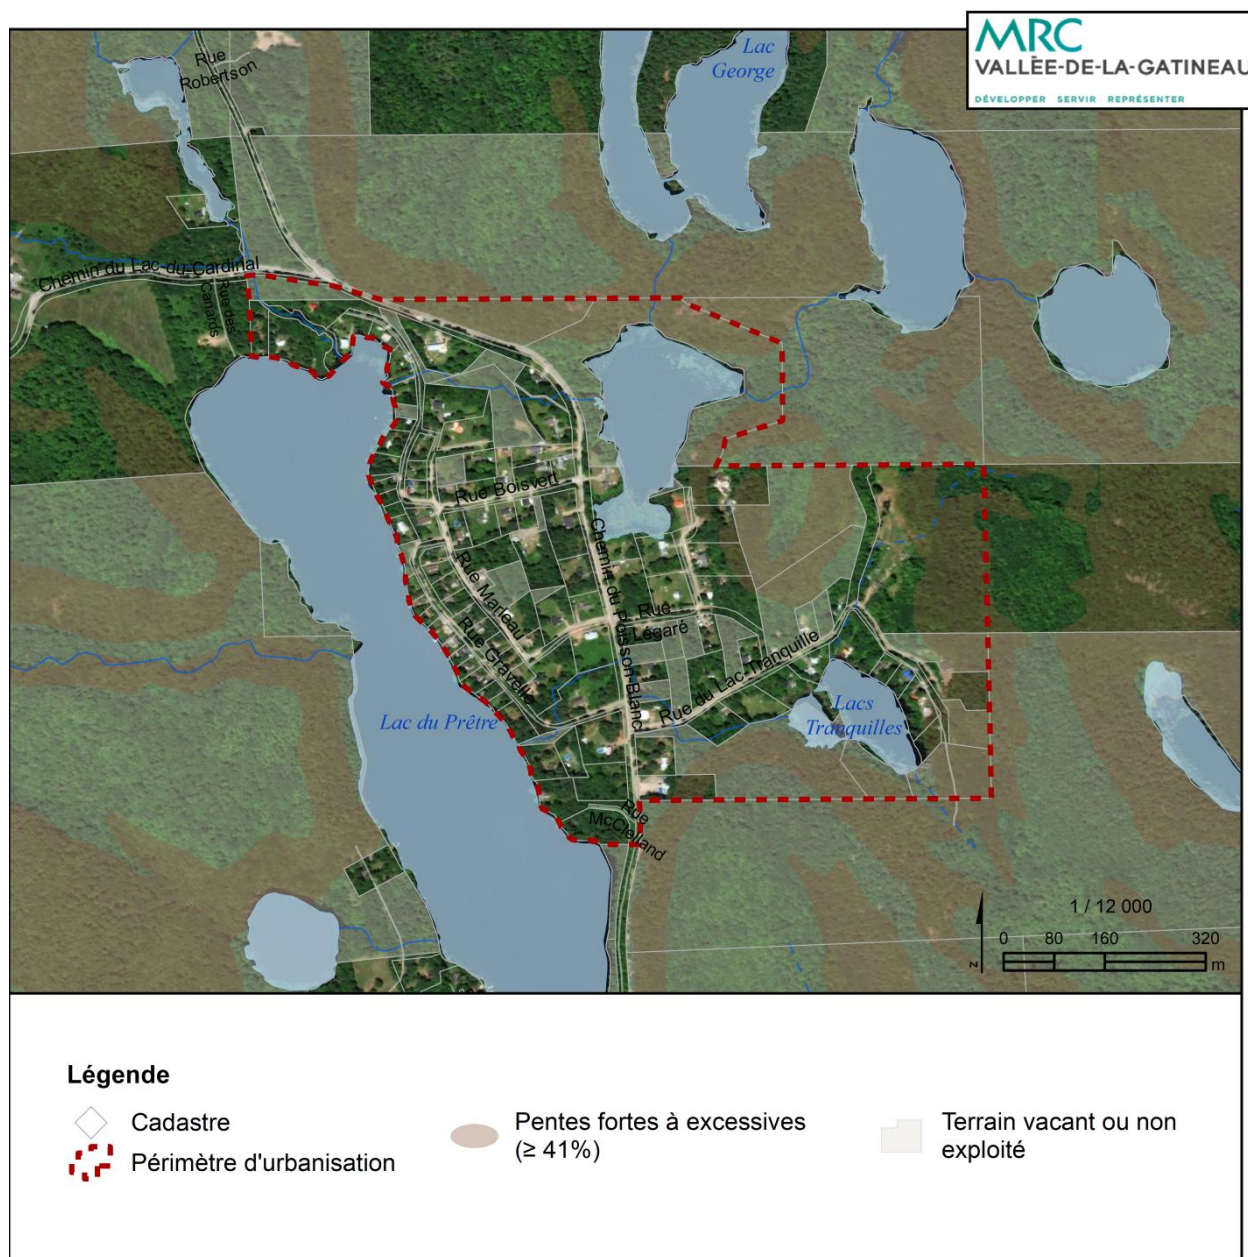 MRC
VALLÉE-DE-LA-GATINEAU
DÉVELOPPER SERVIR REPRÉSENTER
Lac
George
Rue
Robertson
Chemin du Lac-du-Cardinal
Rue des
Canards
Rue Boisvert
Chemin du Poisson-Blanc
Rue Marleau
Rue
Légaré
Rue Gravelle
Rue du Lac-Tranquille
Lac du Prêtre
Lacs
Tranquilles
Rue
McClelland
1 / 12 000
0 80 160 320
m
z
Légende
Cadastre
Périmètre d'urbanisation
Pentes fortes à excessives
(≥ 41%)
Terrain vacant ou non
exploité